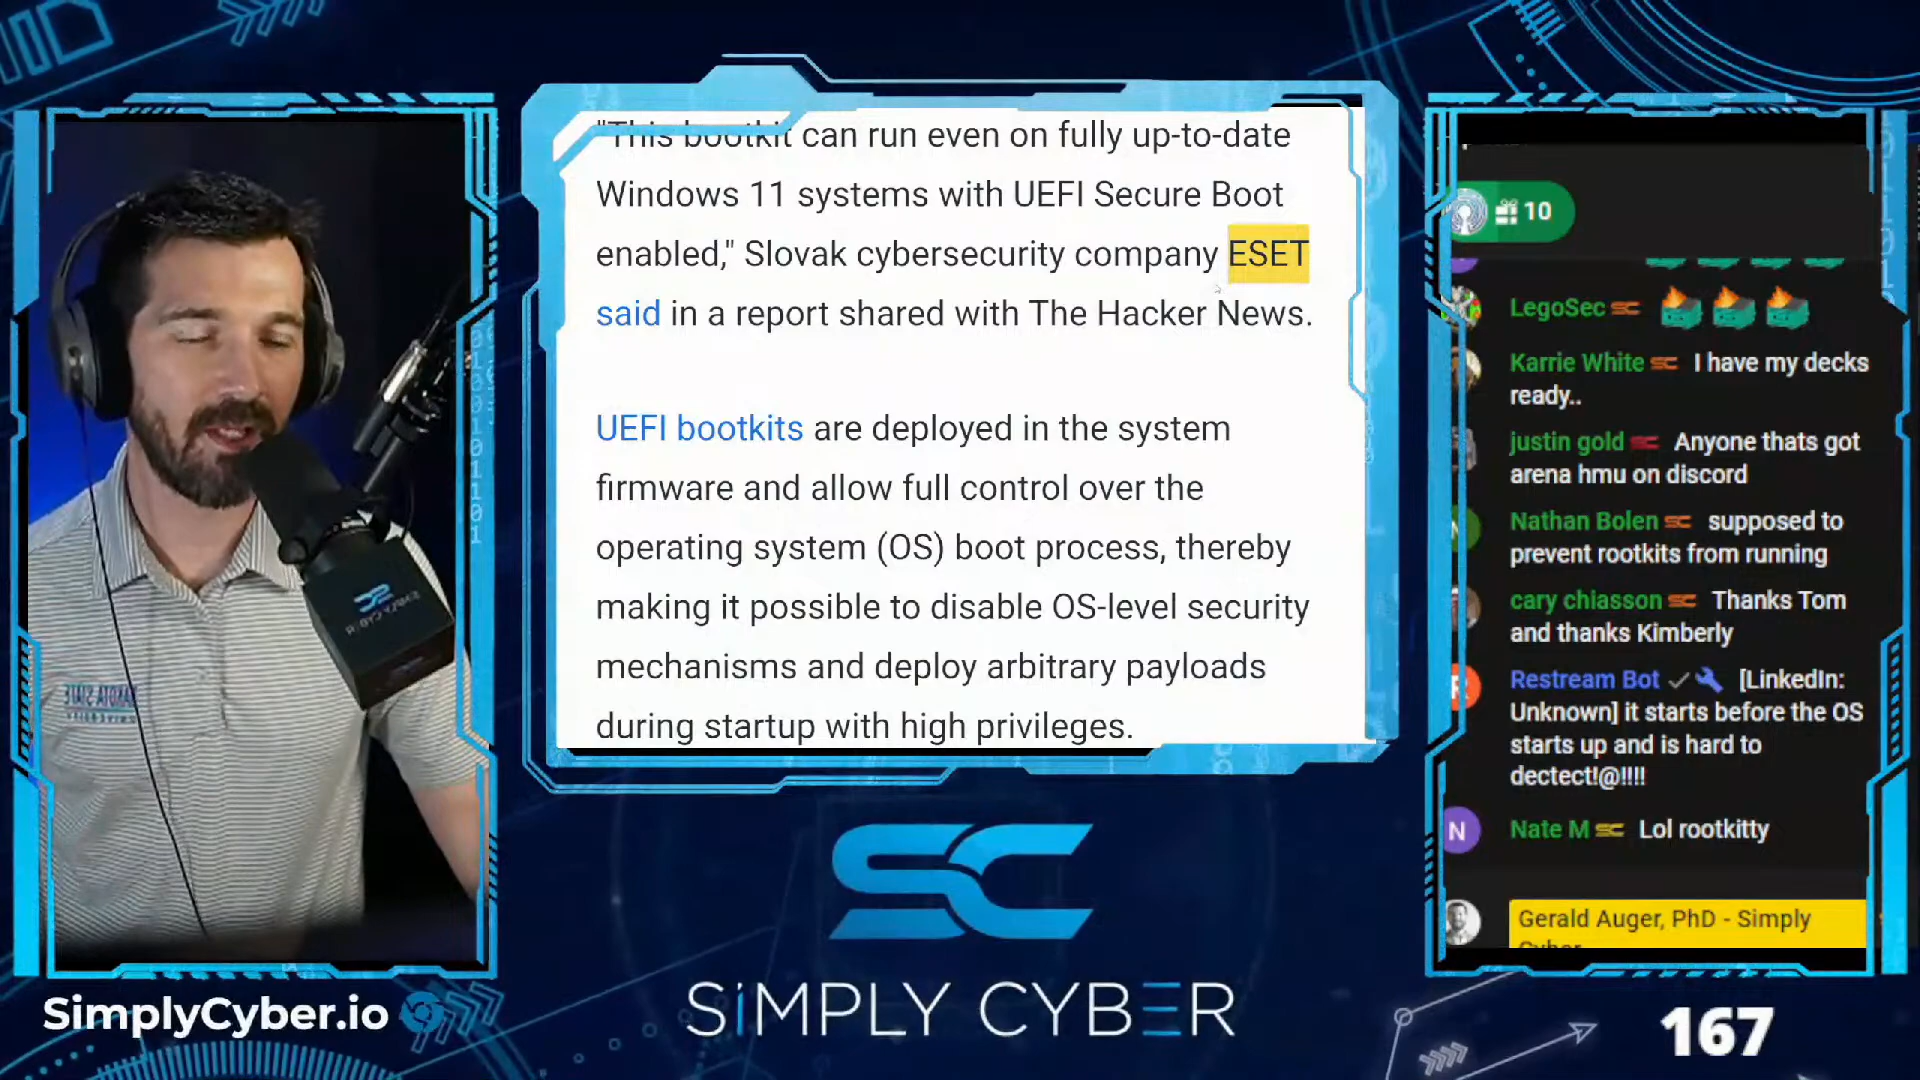 "This bootkit can run even on fully up-to-date
Windows 11 systems with UEFI Secure Boot
enabled," Slovak cybersecurity company ESET
said in a report shared with The Hacker News.
UEFI bootkits are deployed in the system
firmware and allow full control over the
operating system (OS) boot process, thereby
making it possible to disable OS-level security
mechanisms and deploy arbitrary payloads
during startup with high privileges.
SC
SiMPLY CYBER
SimplyCyber.io
10
LegoSec
Karrie White I have my decks
ready..
justin gold Anyone thats got
arena hmu on discord
Nathan Bolen supposed to
prevent rootkits from running
cary chiasson Thanks Tom
and thanks Kimberly
Restream Bot [LinkedIn:
Unknown] it starts before the OS
starts up and is hard to
dectect!@!!!!
N
Nate M Lol rootkitty
Gerald Auger, PhD - Simply
Cyber
167